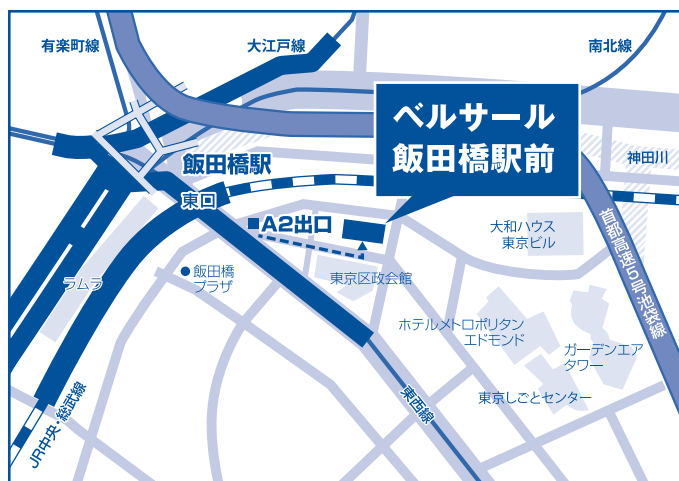 有楽町線
大江戸線
南北線
ベルサール
飯田橋駅前
神田川
飯田橋駅
東口
A2出口
大和ハウス
東京ビル
首都高速5号池袋線
ラムラ
飯田橋
プラザ
東京区政会館
ホテルメトロポリタン
エドモンド
ガーデンエア
タワー
東京しごとセンター
東西線
JR中央・総武線